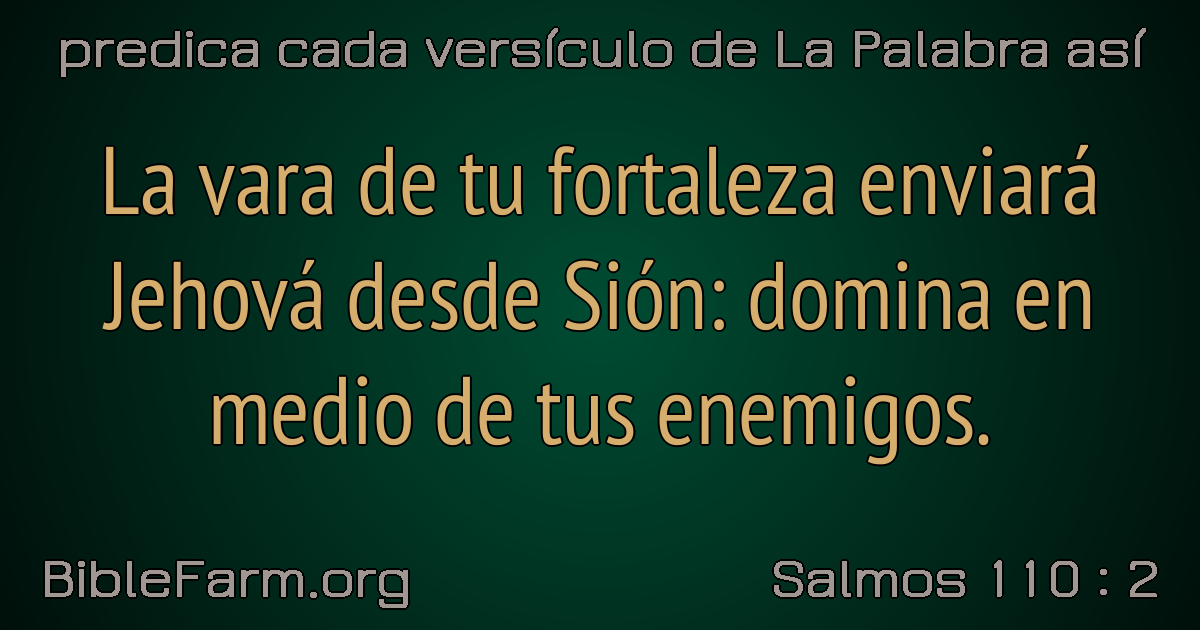 predica cada versículo de La Palabra así
La vara de tu fortaleza enviará
Jehová desde Sión: domina en
medio de tus enemigos.
BibleFarm.org
Salmos 110 : 2